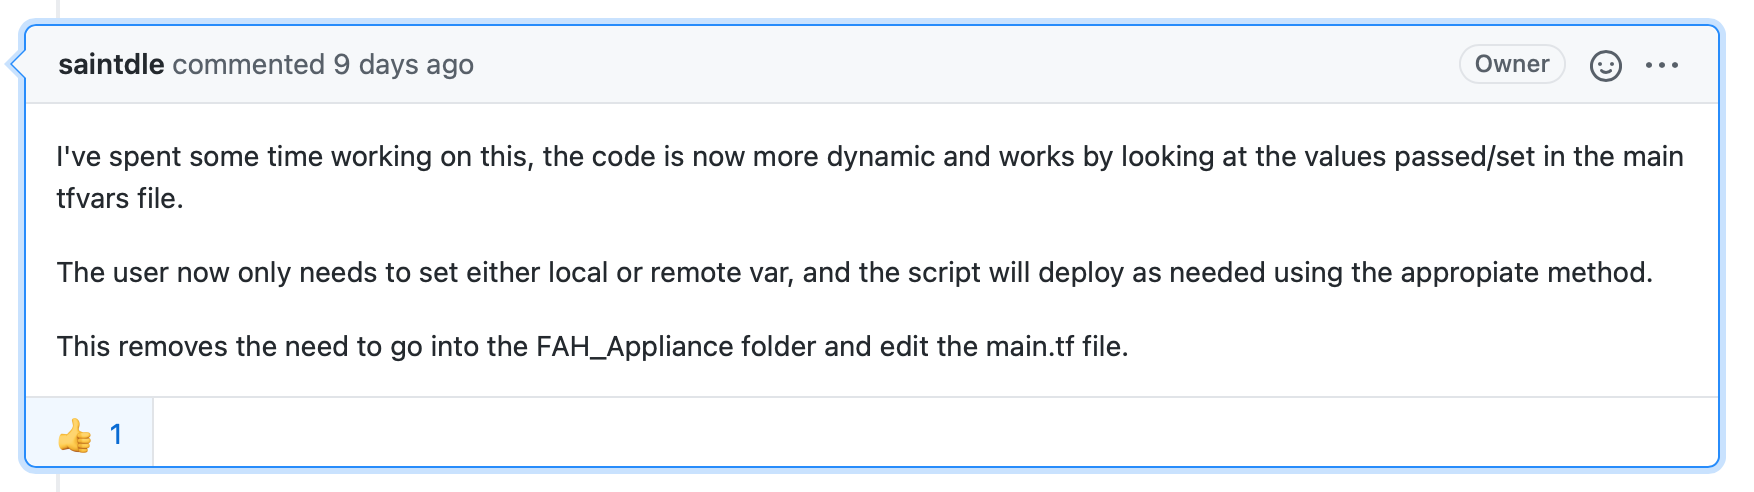 saintdle commented 9 days ago
Owner
I've spent some time working on this, the code is now more dynamic and works by looking at the values passed/set in the main
tfvars file.
The user now only needs to set either local or remote var, and the script will deploy as needed using the appropiate method.
This removes the need to go into the FAH_Appliance folder and edit the main.tf file.
👍 1